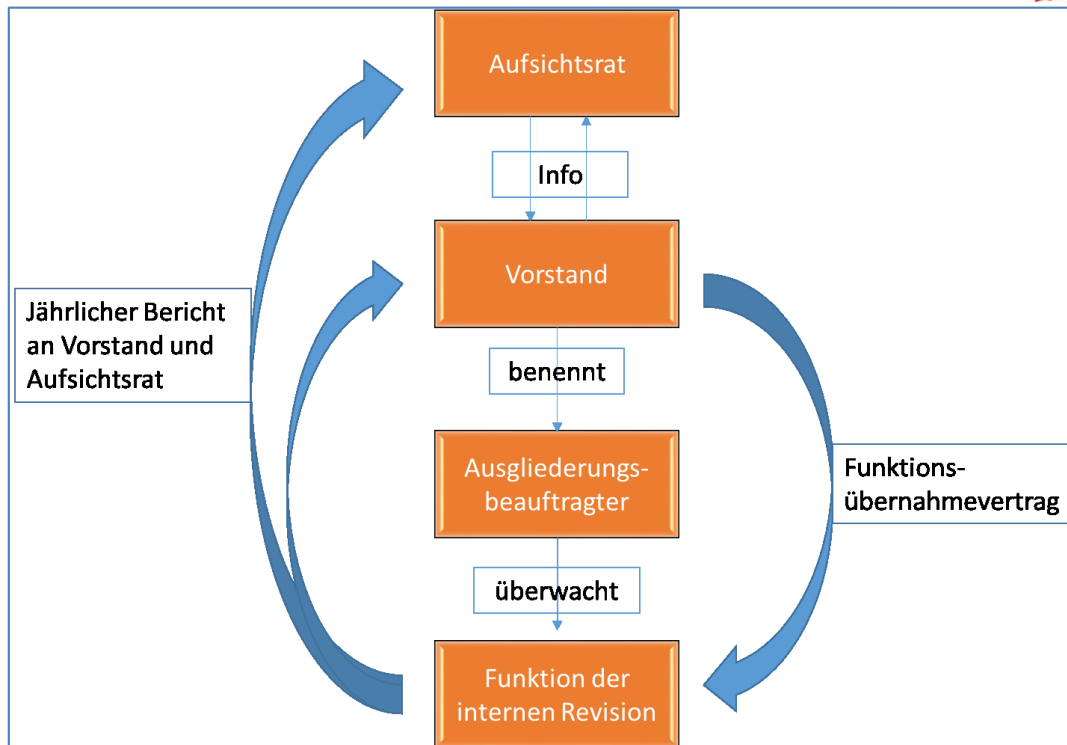 Aufsichtsrat
Info
Vorstand
Jährlicher Bericht
an Vorstand und
Aufsichtsrat
benennt
Ausgliederungs-
beauftragter
Funktions-
übernahmevertrag
überwacht
Funktion der
internen Revision